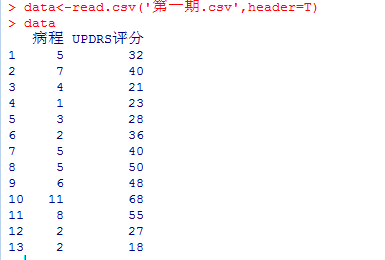 > data<-read.csv('第一期.csv',header=T)
> data
病程 UPDRS评分
1 5 32
2 7 40
3 4 21
4 1 23
5 3 28
6 2 36
7 5 40
8 5 50
9 6 48
10 11 68
11 8 55
12 2 27
13 2 18